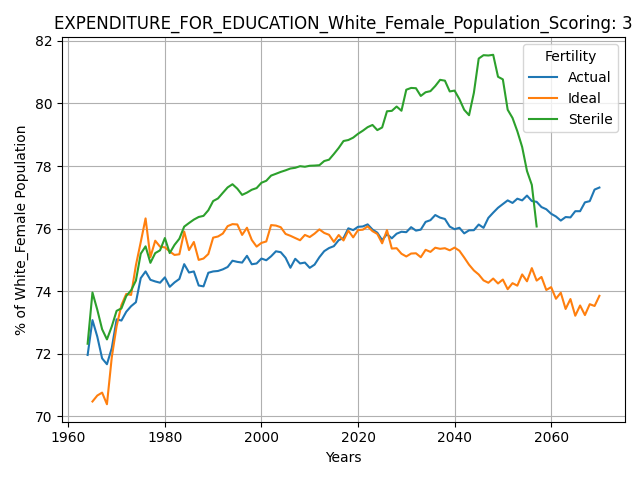 EXPENDITURE_FOR_EDUCATION_White_Female_Population_Scoring: 3
% of White_Female Population
82
80
78
76
74
72
70
Fertility
Actual
Ideal
Sterile
1960
1980
2000
2020
2040
2060
Years